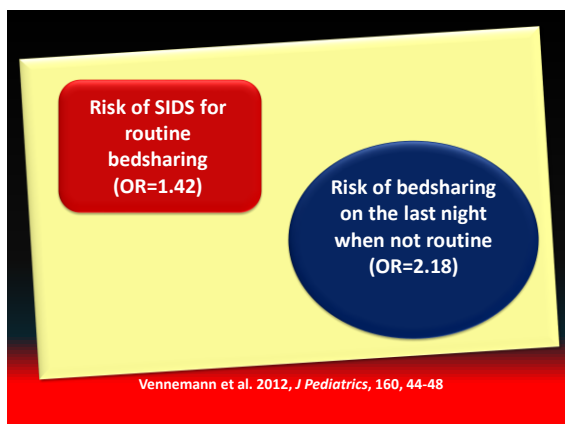 Risk of SIDS for
routine
bedsharing
(OR=1.42)
Risk of bedsharing
on the last night
when not routine
(OR=2.18)
Vennemann et al. 2012, J Pediatrics, 160, 44-48